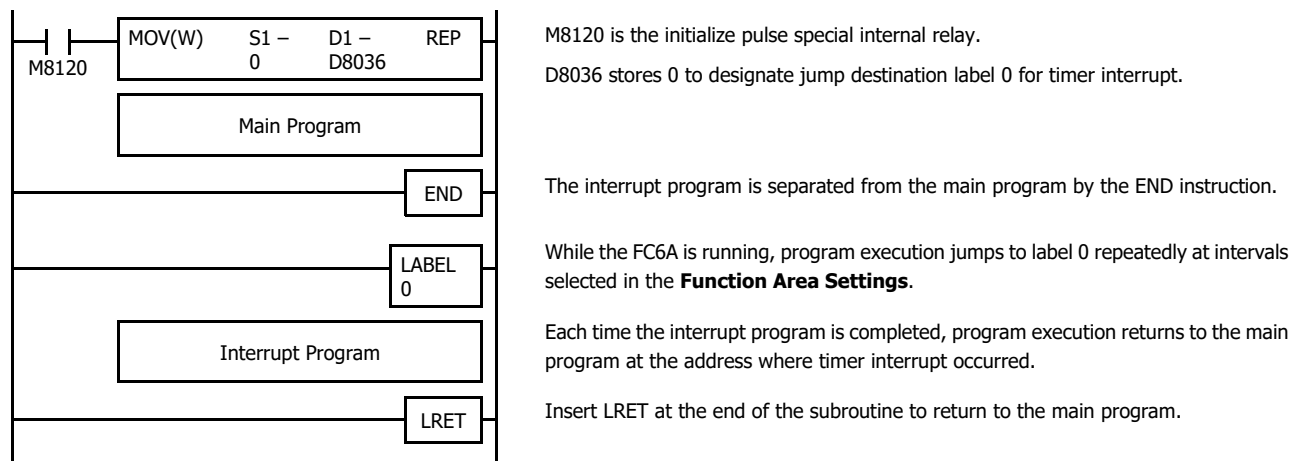 MOV(W) S1 – D1 – REP
0 D8036
M8120
M8120 is the initialize pulse special internal relay.
D8036 stores 0 to designate jump destination label 0 for timer interrupt.
Main Program
END
The interrupt program is separated from the main program by the END instruction.
LABEL
0
While the FC6A is running, program execution jumps to label 0 repeatedly at intervals
selected in the Function Area Settings.
Interrupt Program
Each time the interrupt program is completed, program execution returns to the main
program at the address where timer interrupt occurred.
LRET
Insert LRET at the end of the subroutine to return to the main program.